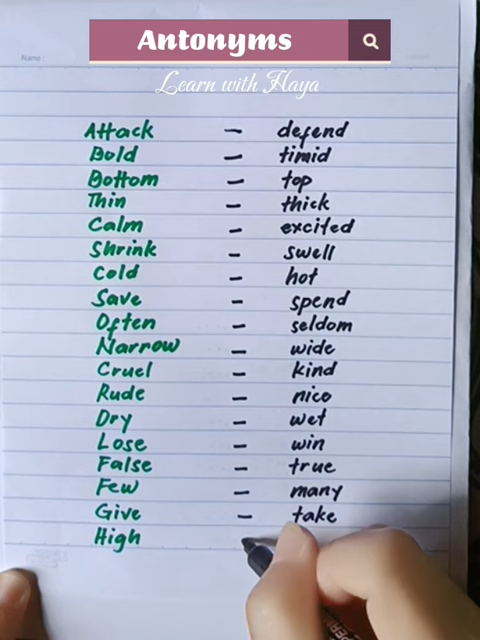 Antonyms
Learn with Haya
Name :
Attack – defend
Bold – timid
Bottom – top
Thin – thick
Calm – excited
Shrink – swell
Cold – hot
Save – spend
Often – seldom
Narrow – wide
Cruel – kind
Rude – nice
Dry – wet
Lose – win
False – true
Few – many
Give – take
High